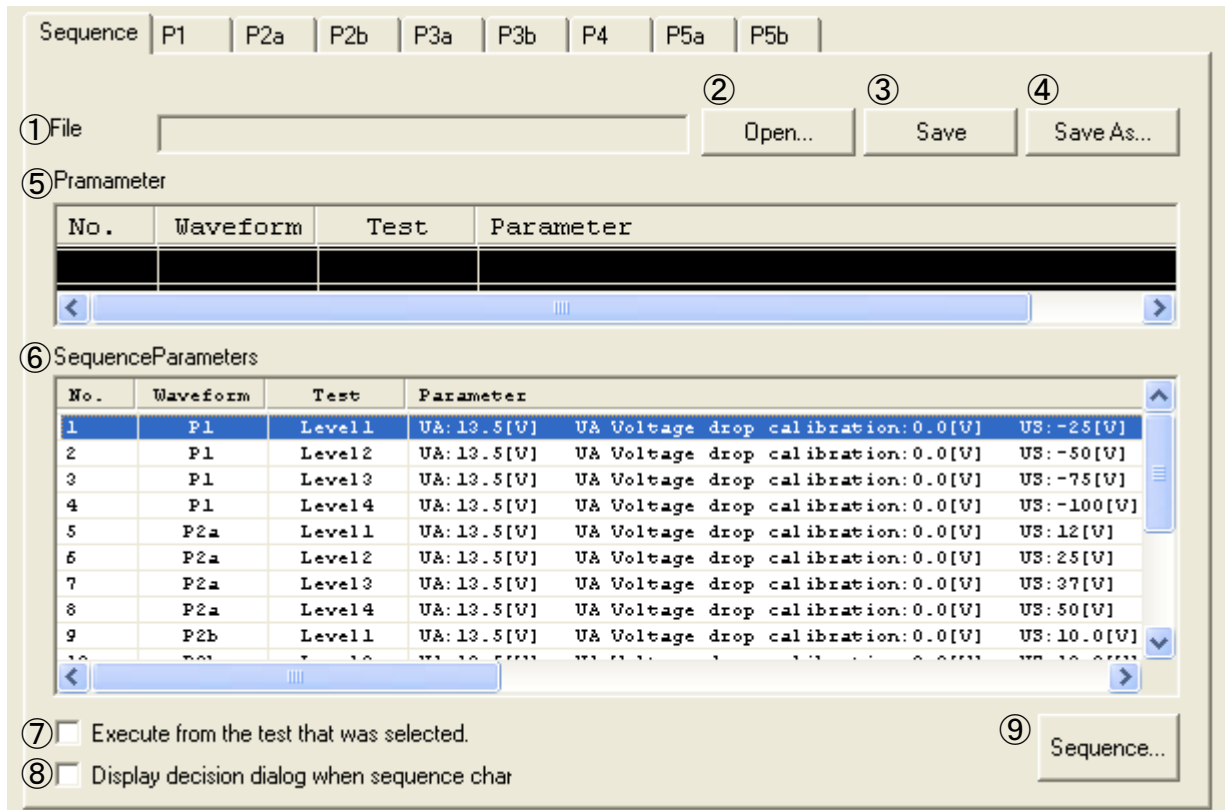 Sequence P1 P2a P2b P3a P3b P4 P5a P5b
② ③ ④
①File Open... Save Save As...
⑤Pramameter
No. Waveform Test Parameter
⑥SequenceParameters
No. Waveform Test Parameter
1 P1 Level1 UA:13.5[V] UA Voltage drop calibration:0.0[V] US:-25[V]
2 P1 Level2 UA:13.5[V] UA Voltage drop calibration:0.0[V] US:-50[V]
3 P1 Level3 UA:13.5[V] UA Voltage drop calibration:0.0[V] US:-75[V]
4 P1 Level4 UA:13.5[V] UA Voltage drop calibration:0.0[V] US:-100[V]
5 P2a Level1 UA:13.5[V] UA Voltage drop calibration:0.0[V] US:12[V]
6 P2a Level2 UA:13.5[V] UA Voltage drop calibration:0.0[V] US:25[V]
7 P2a Level3 UA:13.5[V] UA Voltage drop calibration:0.0[V] US:37[V]
8 P2a Level4 UA:13.5[V] UA Voltage drop calibration:0.0[V] US:50[V]
9 P2b Level1 UA:13.5[V] UA Voltage drop calibration:0.0[V] US:10.0[V]
⑦ Execute from the test that was selected.
⑨ Sequence...
⑧ Display decision dialog when sequence char